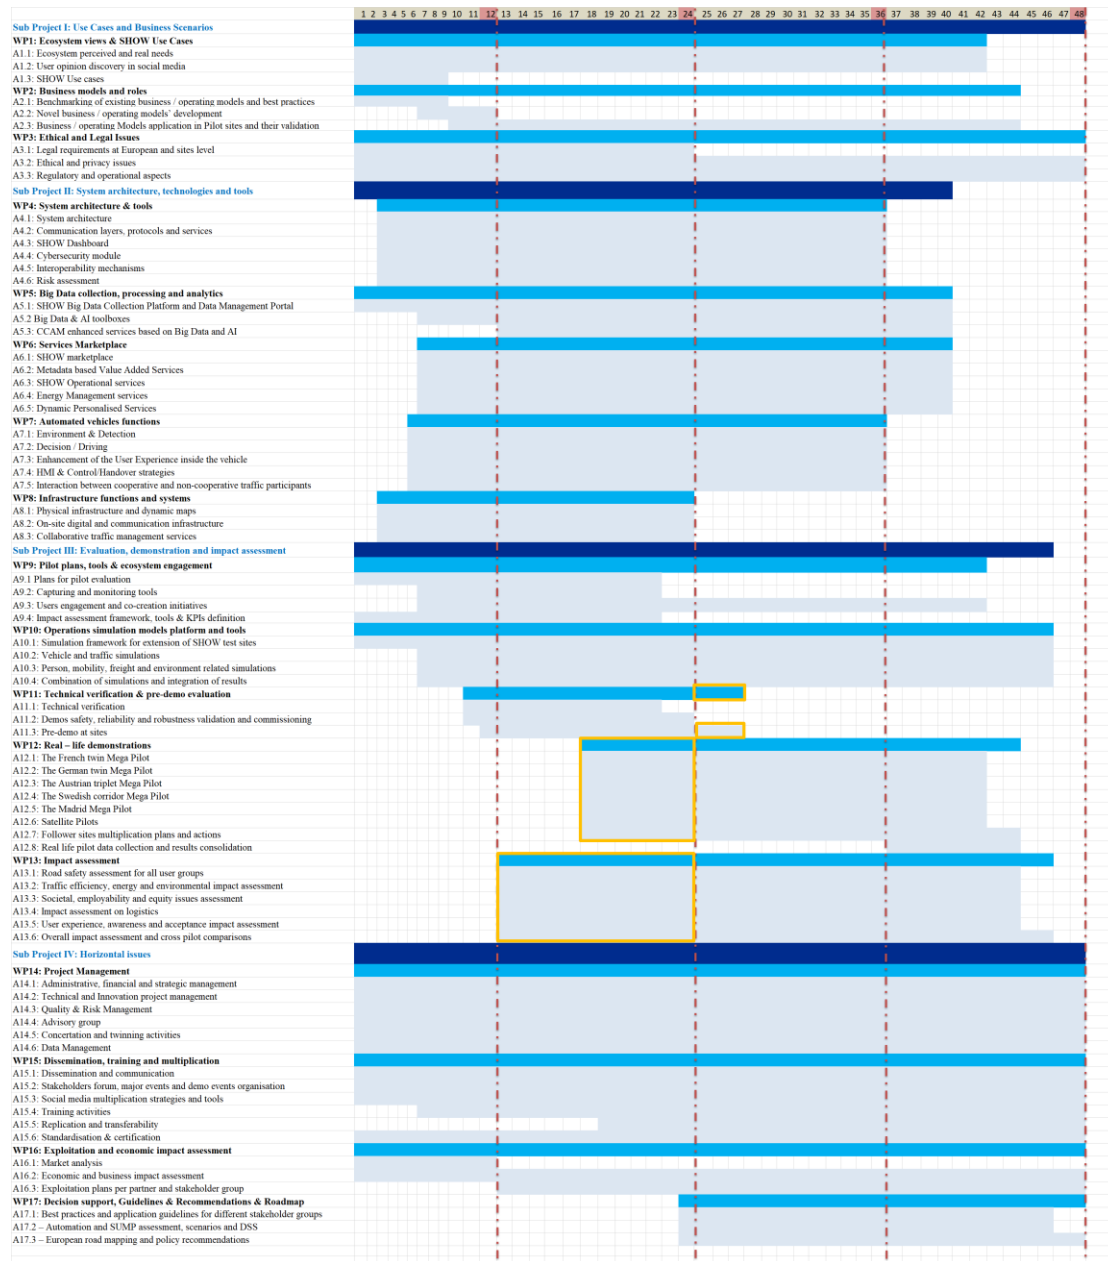 1 2 3 4 5 6 7 8 9 10 11 12 13 14 15 16 17 18 19 20 21 22 23 24 25 26 27 28 29 30 31 32 33 34 35 36 37 38 39 40 41 42 43 44 45 46 47 48
Sub Project I: Use Cases and Business Scenarios
WP1: Ecosystem views & SHOW Use Cases
A1.1: Ecosystem perceived and real needs
A1.2: User opinion discovery in social media
A1.3: SHOW Use cases
WP2: Business models and roles
A2.1: Benchmarking of existing business / operating models and best practices
A2.2: Novel business / operating models' development
A2.3: Business / operating Models application in Pilot sites and their validation
WP3: Ethical and Legal Issues
A3.1: Legal requirements at European and sites level
A3.2: Ethical and privacy issues
A3.3: Regulatory and operational aspects
Sub Project II: System architecture, technologies and tools
WP4: System architecture & tools
A4.1: System architecture
A4.2: Communication layers, protocols and services
A4.3: SHOW Dashboard
A4.4: Cybersecurity module
A4.5: Interoperability mechanisms
A4.6: Risk assessment
WP5: Big Data collection, processing and analytics
A5.1: SHOW Big Data Collection Platform and Data Management Portal
A5.2 Big Data & AI toolboxes
A5.3: CCAM enhanced services based on Big Data and AI
WP6: Services Marketplace
A6.1: SHOW marketplace
A6.2: Metadata based Value Added Services
A6.3: SHOW Operational services
A6.4: Energy Management services
A6.5: Dynamic Personalised Services
WP7: Automated vehicles functions
A7.1: Environment & Detection
A7.2: Decision / Driving
A7.3: Enhancement of the User Experience inside the vehicle
A7.4: HMI & Control/Handover strategies
A7.5: Interaction between cooperative and non-cooperative traffic participants
WP8: Infrastructure functions and systems
A8.1: Physical infrastructure and dynamic maps
A8.2: On-site digital and communication infrastructure
A8.3: Collaborative traffic management services
Sub Project III: Evaluation, demonstration and impact assessment
WP9: Pilot plans, tools & ecosystem engagement
A9.1 Plans for pilot evaluation
A9.2: Capturing and monitoring tools
A9.3: Users engagement and co-creation initiatives
A9.4: Impact assessment framework, tools & KPIs definition
WP10: Operations simulation models platform and tools
A10.1: Simulation framework for extension of SHOW test sites
A10.2: Vehicle and traffic simulations
A10.3: Person, mobility, freight and environment related simulations
A10.4: Combination of simulations and integration of results
WP11: Technical verification & pre-demo evaluation
A11.1: Technical verification
A11.2: Demos safety, reliability and robustness validation and commissioning
A11.3: Pre-demo at sites
WP12: Real – life demonstrations
A12.1: The French twin Mega Pilot
A12.2: The German twin Mega Pilot
A12.3: The Austrian triplet Mega Pilot
A12.4: The Swedish corridor Mega Pilot
A12.5: The Madrid Mega Pilot
A12.6: Satellite Pilots
A12.7: Follower sites multiplication plans and actions
A12.8: Real life pilot data collection and results consolidation
WP13: Impact assessment
A13.1: Road safety assessment for all user groups
A13.2: Traffic efficiency, energy and environmental impact assessment
A13.3: Societal, employability and equity issues assessment
A13.4: Impact assessment on logistics
A13.5: User experience, awareness and acceptance impact assessment
A13.6: Overall impact assessment and cross pilot comparisons
Sub Project IV: Horizontal issues
WP14: Project Management
A14.1: Administrative, financial and strategic management
A14.2: Technical and Innovation project management
A14.3: Quality & Risk Management
A14.4: Advisory group
A14.5: Concertation and twinning activities
A14.6: Data Management
WP15: Dissemination, training and multiplication
A15.1: Dissemination and communication
A15.2: Stakeholders forum, major events and demo events organisation
A15.3: Social media multiplication strategies and tools
A15.4: Training activities
A15.5: Replication and transferability
A15.6: Standardisation & certification
WP16: Exploitation and economic impact assessment
A16.1: Market analysis
A16.2: Economic and business impact assessment
A16.3: Exploitation plans per partner and stakeholder group
WP17: Decision support, Guidelines & Recommendations & Roadmap
A17.1: Best practices and application guidelines for different stakeholder groups
A17.2 – Automation and SUMP assessment, scenarios and DSS
A17.3 – European road mapping and policy recommendations